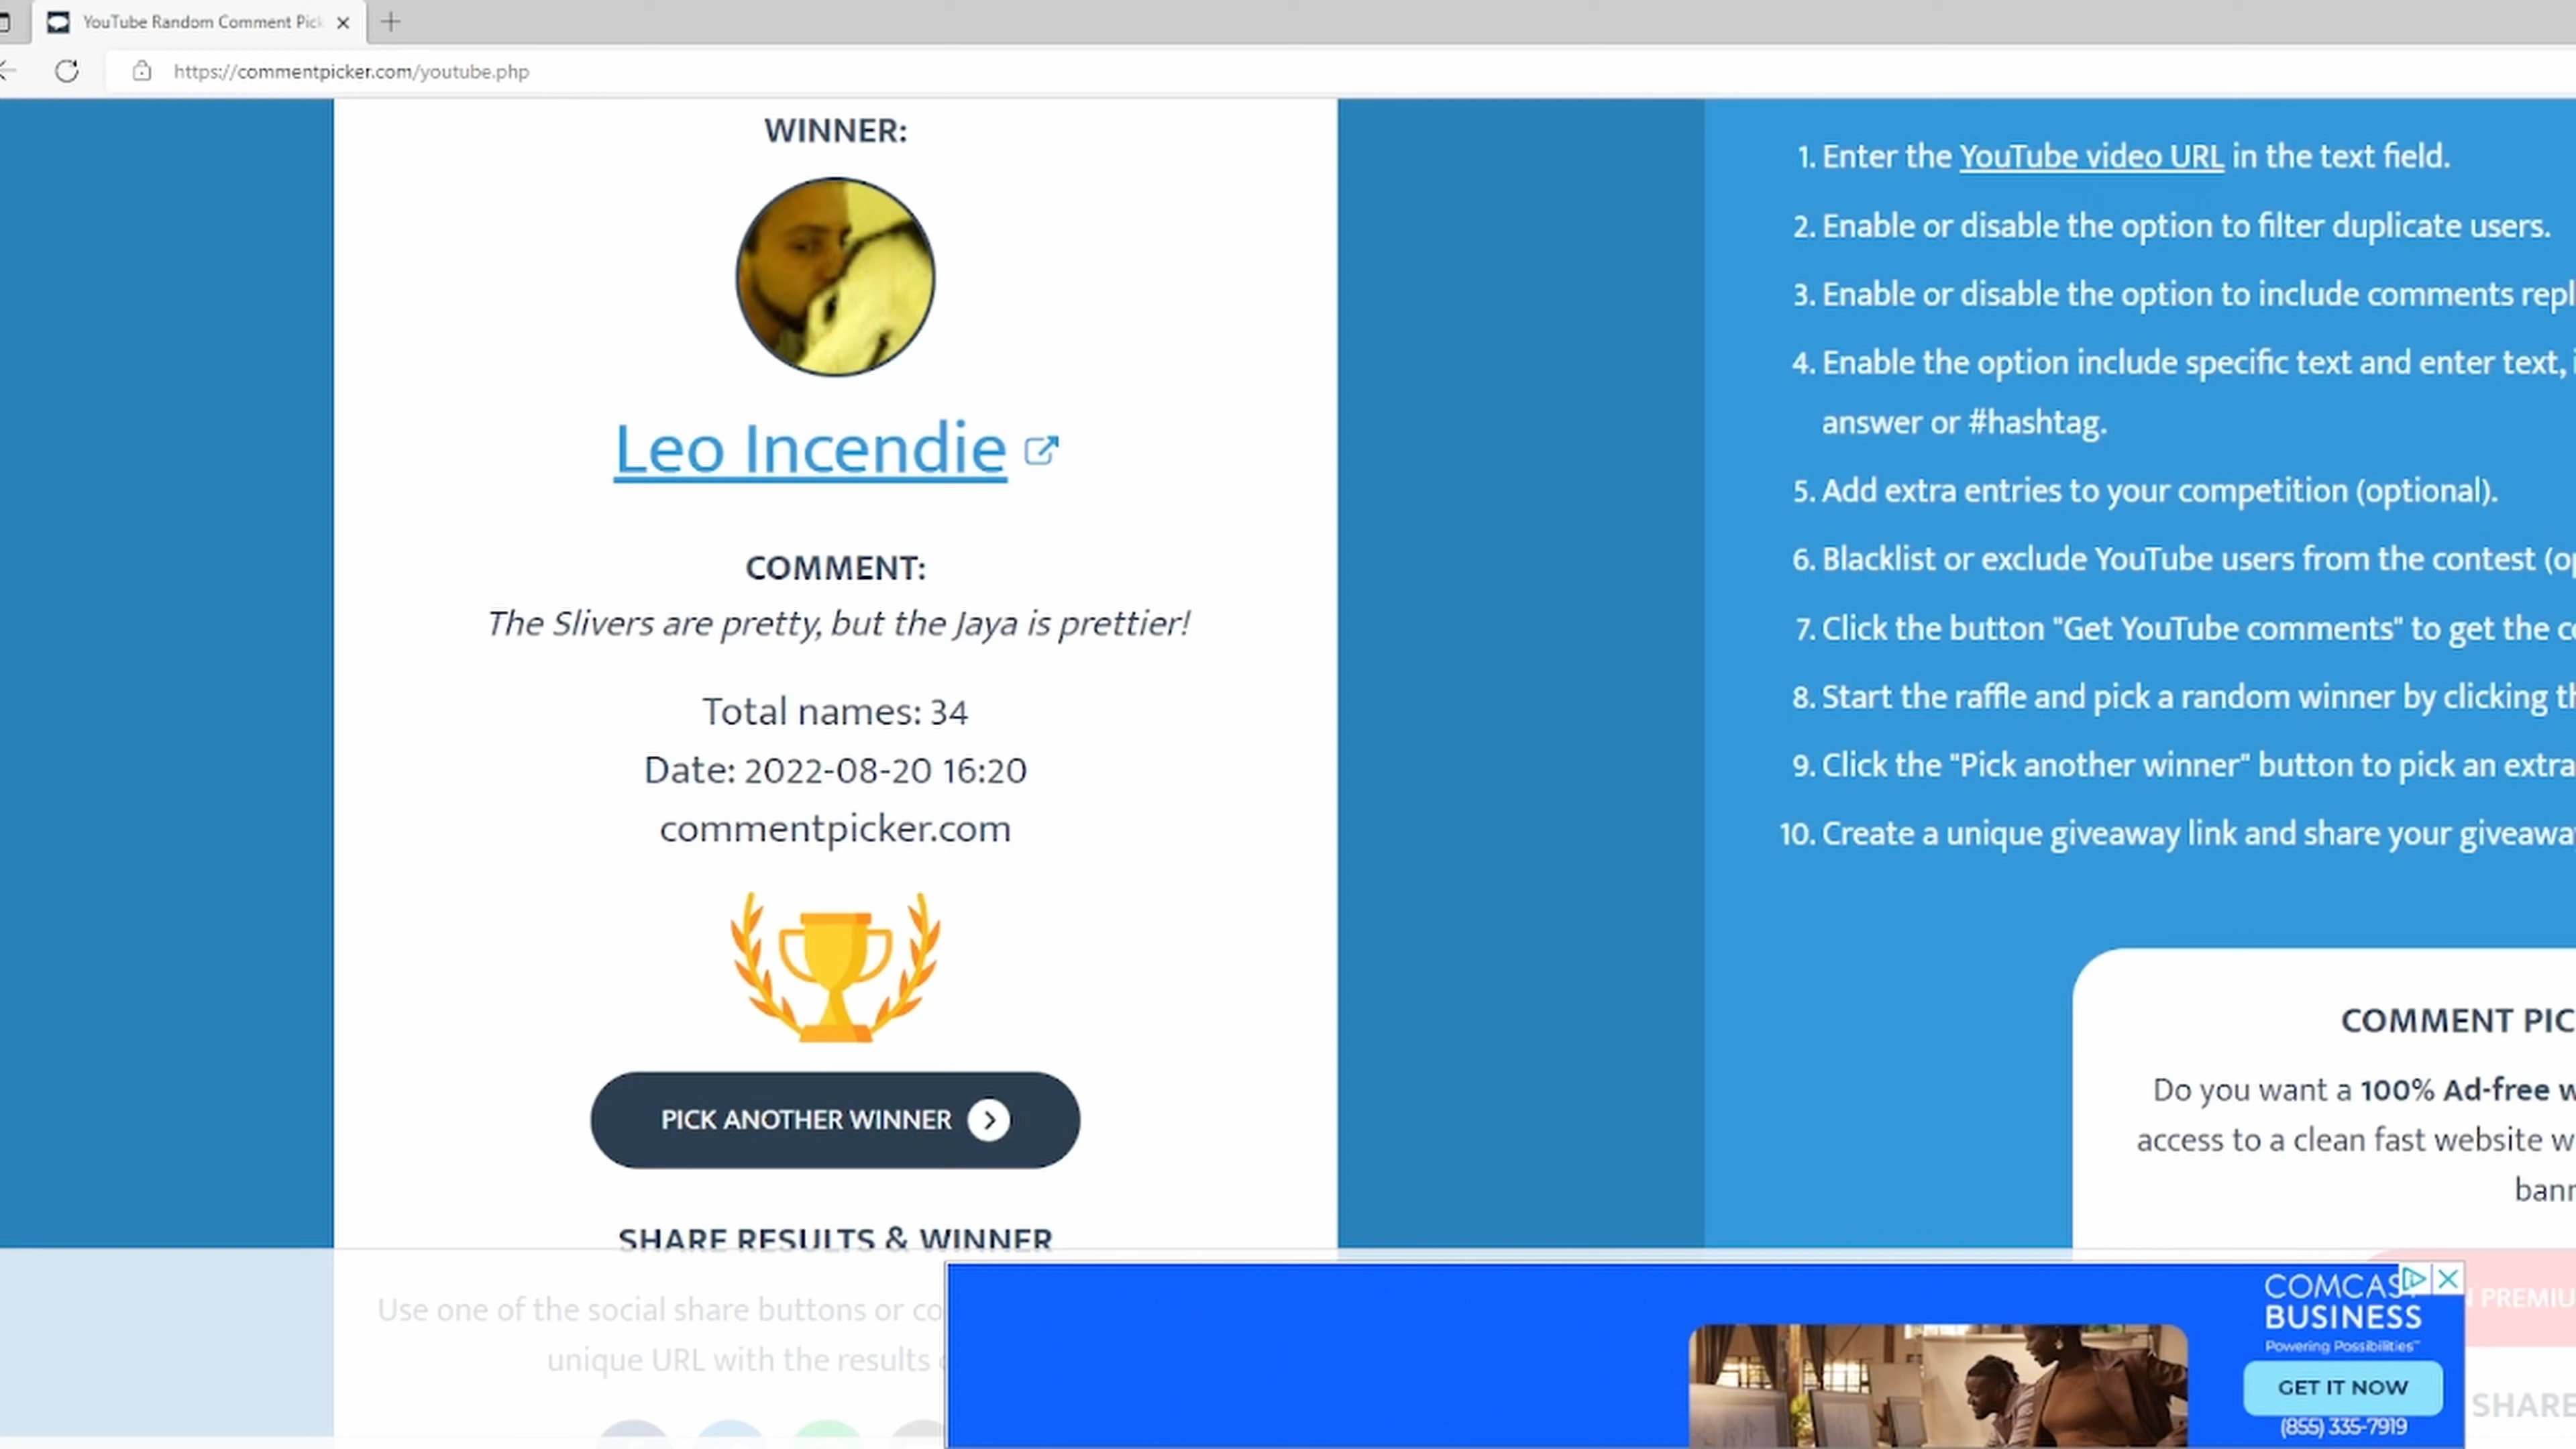 YouTube Random Comment Pick
https://commentpicker.com/youtube.php
WINNER:
Leo Incendie
COMMENT:
The Slivers are pretty, but the Jaya is prettier!
Total names: 34
Date: 2022-08-20 16:20
commentpicker.com
PICK ANOTHER WINNER
SHARE RESULTS & WINNER
Use one of the social share buttons or co
unique URL with the results
1. Enter the YouTube video URL in the text field.
2. Enable or disable the option to filter duplicate users.
3. Enable or disable the option to include comments repl
4. Enable the option include specific text and enter text,
answer or #hashtag.
5. Add extra entries to your competition (optional).
6. Blacklist or exclude YouTube users from the contest (op
7. Click the button "Get YouTube comments" to get the co
8. Start the raffle and pick a random winner by clicking th
9. Click the "Pick another winner" button to pick an extra
10. Create a unique giveaway link and share your giveaway
COMMENT PIC
Do you want a 100% Ad-free w
access to a clean fast website w
bann
PREMIU
SHARE
COMCAST
BUSINESS
Powering Possibilities™
GET IT NOW
(855) 335-7919